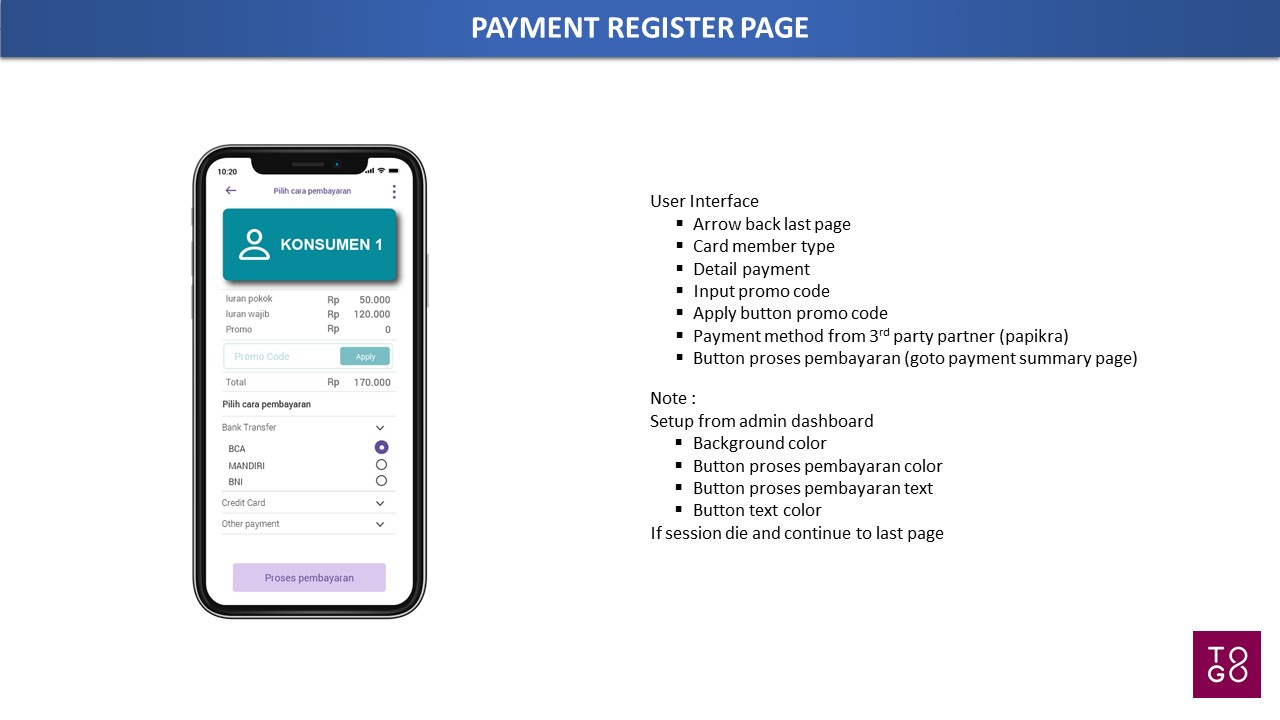 PAYMENT REGISTER PAGE
10:20
Pilih cara pembayaran
KONSUMEN 1
Iuran pokok Rp 50.000
Iuran wajib Rp 120.000
Promo Rp 0
Promo Code Apply
Total Rp 170.000
Pilih cara pembayaran
Bank Transfer
BCA
MANDIRI
BNI
Credit Card
Other payment
Proses pembayaran
User Interface
▪ Arrow back last page
▪ Card member type
▪ Detail payment
▪ Input promo code
▪ Apply button promo code
▪ Payment method from 3rd party partner (papikra)
▪ Button proses pembayaran (goto payment summary page)
Note :
Setup from admin dashboard
▪ Background color
▪ Button proses pembayaran color
▪ Button proses pembayaran text
▪ Button text color
If session die and continue to last page
TO
GO